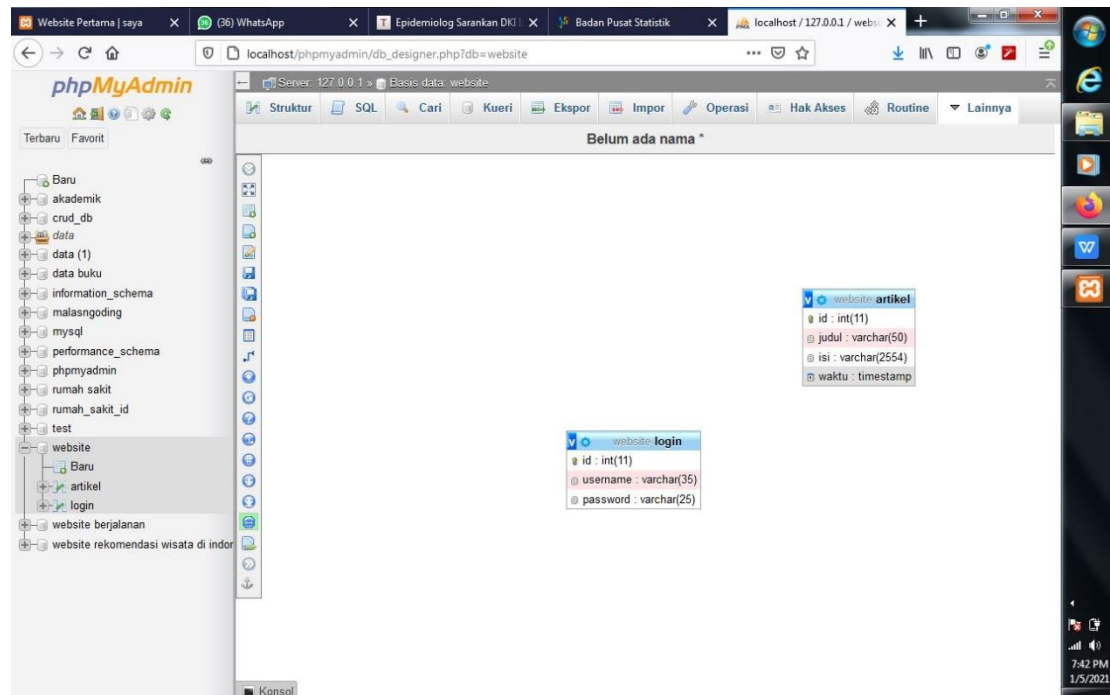 Website Pertama | saya
(36) WhatsApp
Epidemiolog Sarankan DKI
Badan Pusat Statistik
localhost / 127.0.0.1 / websi
localhost/phpmyadmin/db_designer.php?db=website
phpMyAdmin
Terbaru Favorit
Server: 127.0.0.1 » Basis data: website
Struktur SQL Cari Kueri Ekspor Impor Operasi Hak Akses Routine Lainnya
Belum ada nama *
Baru
akademik
crud_db
data
data (1)
data buku
information_schema
malasngoding
mysql
performance_schema
phpmyadmin
rumah sakit
rumah_sakit_id
test
website
Baru
artikel
login
website berjalanan
website rekomendasi wisata di indor
v website artikel
id : int(11)
judul : varchar(50)
isi : varchar(2554)
waktu : timestamp
v website login
id : int(11)
username : varchar(35)
password : varchar(25)
Konsol
7:42 PM
1/5/2021